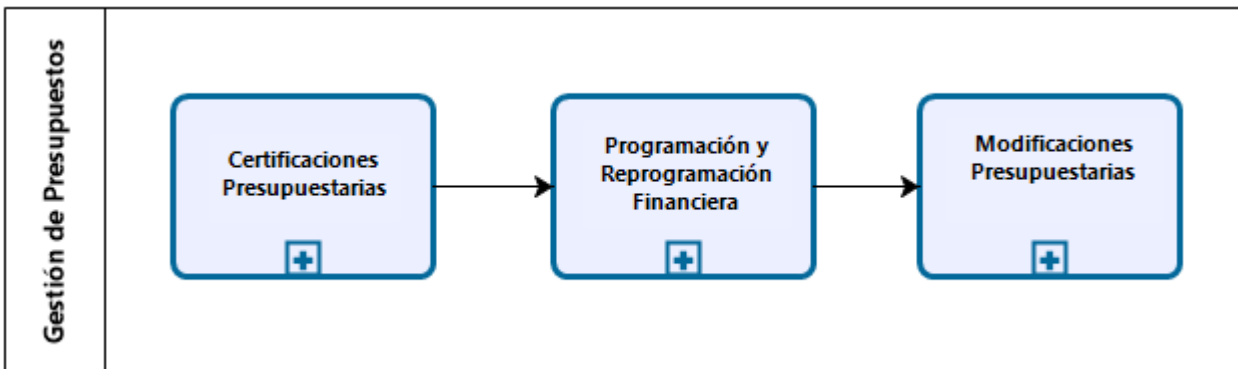 Gestión de Presupuestos
Certificaciones
Presupuestarias
Programación y
Reprogramación
Financiera
Modificaciones
Presupuestarias